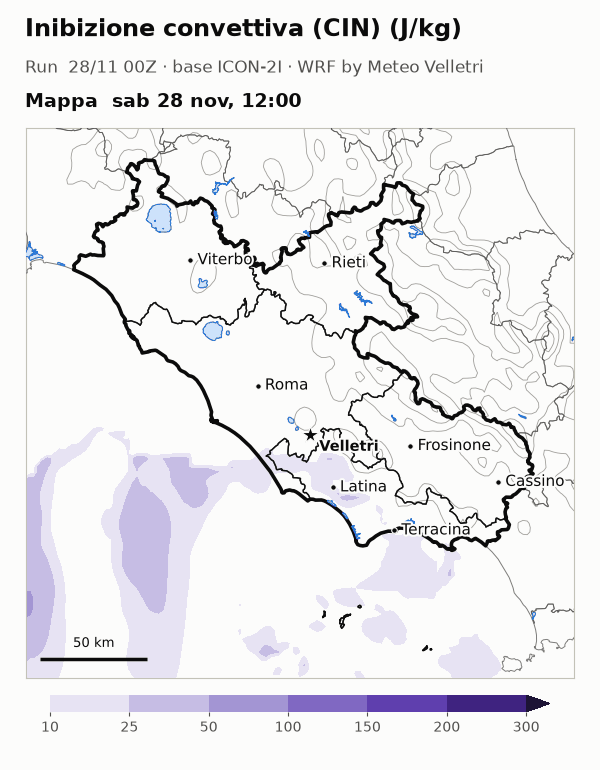 Inibizione convettiva (CIN) (J/kg)
Run  28/11 00Z · base ICON-2I · WRF by Meteo Velletri
Mappa  sab 28 nov, 12:00
Viterbo
Rieti
Roma
Velletri
Frosinone
Latina
Cassino
Terracina
50 km
10 25 50 100 150 200 300